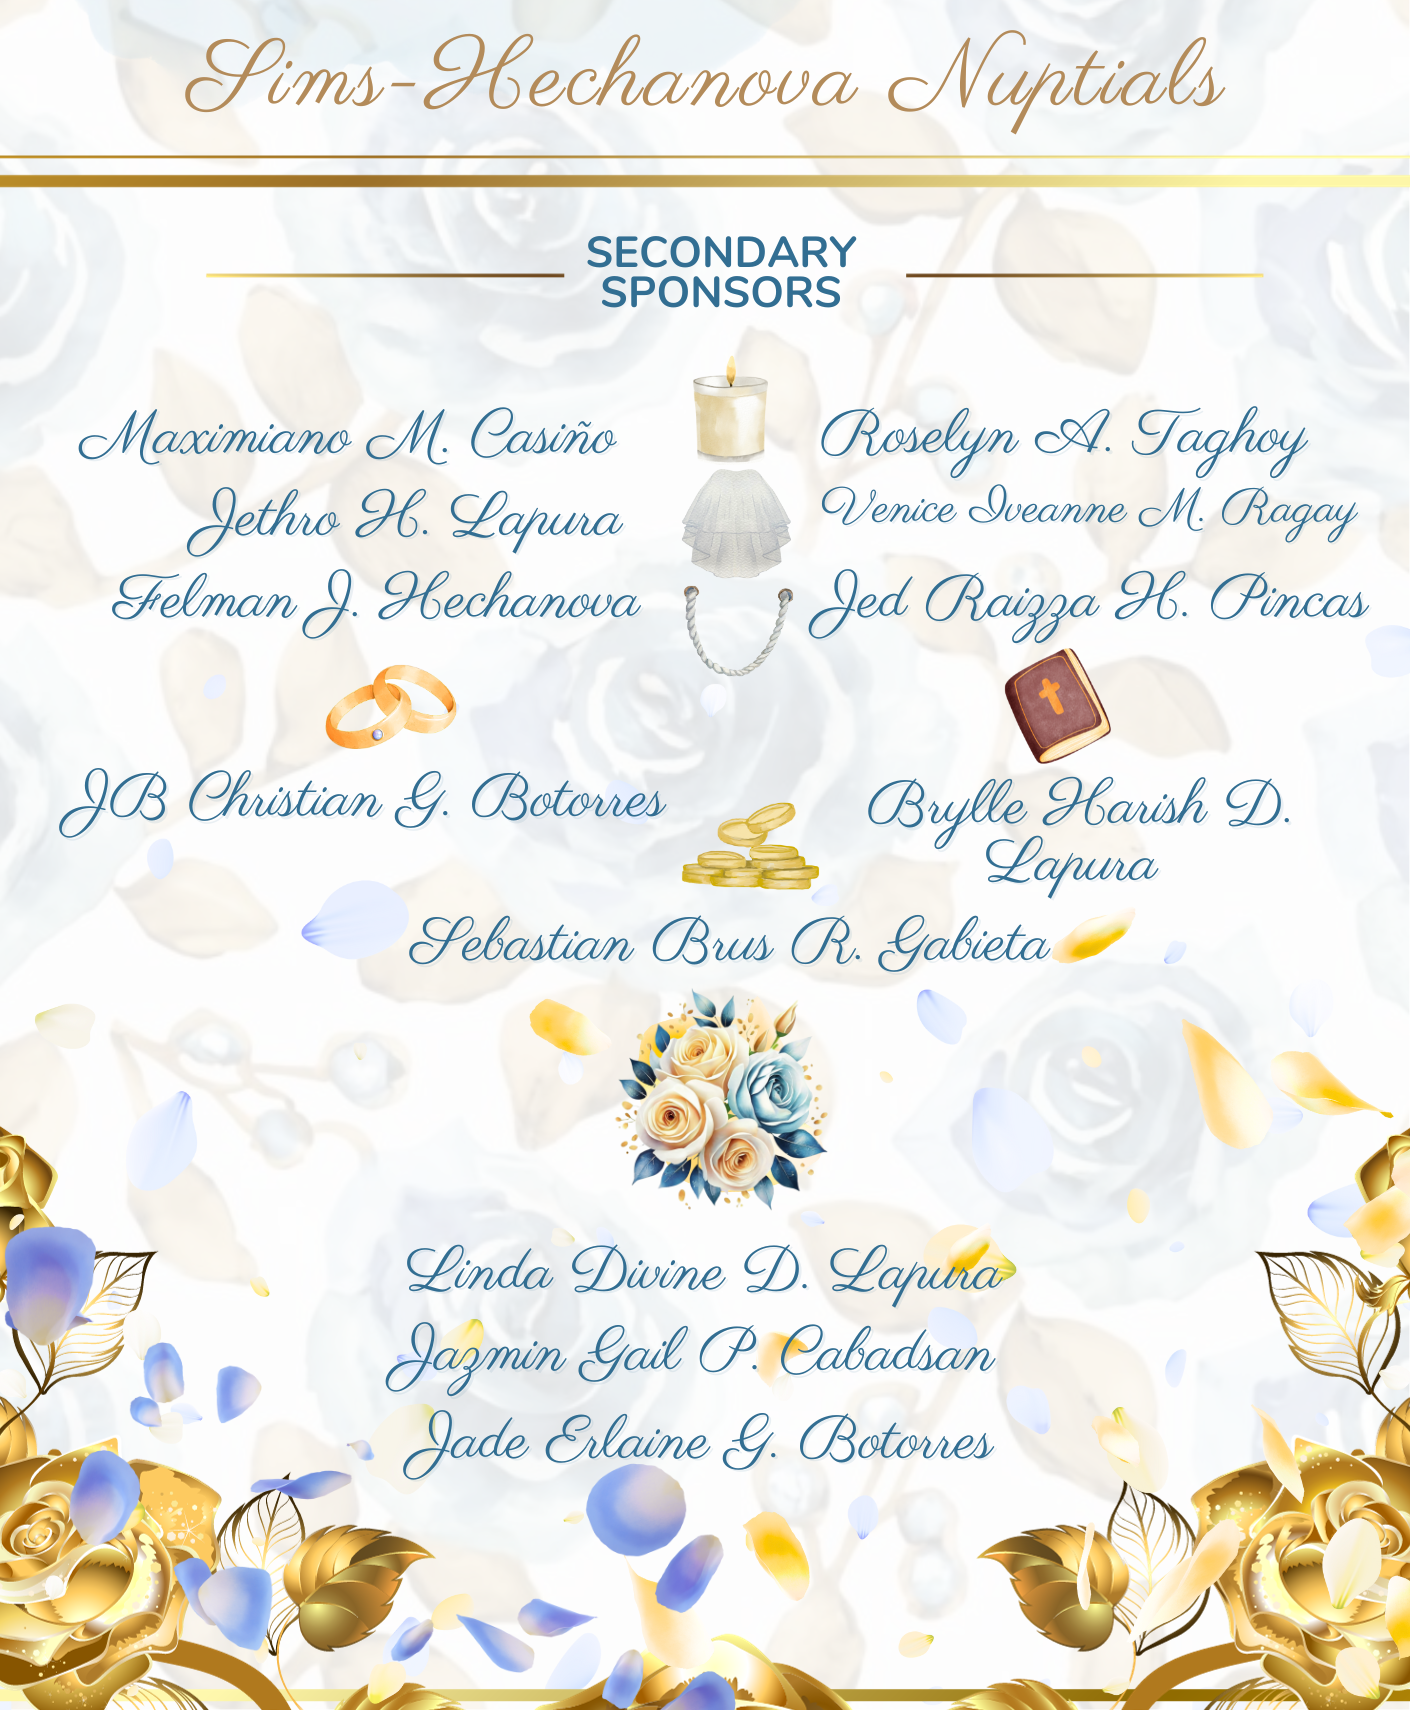 Sims-Hechanova Nuptials
SECONDARY
SPONSORS
Maximiano M. Casiño
Roselyn A. Taghoy
Jethro H. Lapura
Venice Iveanne M. Ragay
Felman J. Hechanova
Jed Raizza H. Pincas
JB Christian G. Botorres
Brylle Harish D.
Lapura
Sebastian Brus R. Gabieta
Linda Divine D. Lapura
Jazmin Gail P. Cabadsan
Jade Erlaine G. Botorres